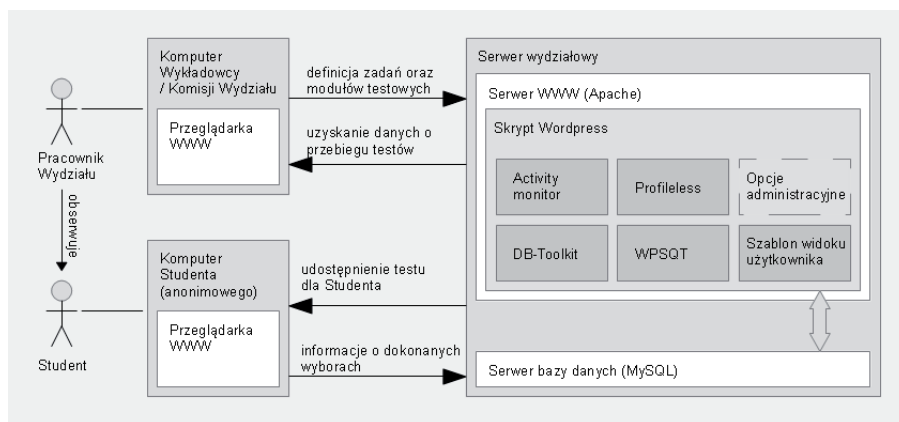 Komputer
Wykładowcy
/ Komisji Wydziału
Przeglądarka
WWW
Pracownik
Wydziału
obserwuje
definicja zadań oraz
modułów testowych
uzyskanie danych o
przebiegu testów
Serwer wydziałowy
Serwer WWW (Apache)
Skrypt Wordpress
Activity
monitor
Profileless
Opcje
administracyjne
DB-Toolkit
WPSQT
Szablon widoku
użytkownika
Komputer
Studenta
(anonimowego)
Przeglądarka
WWW
Student
udostępnienie testu
dla Studenta
informacje o dokonanych
wyborach
Serwer bazy danych (MySQL)